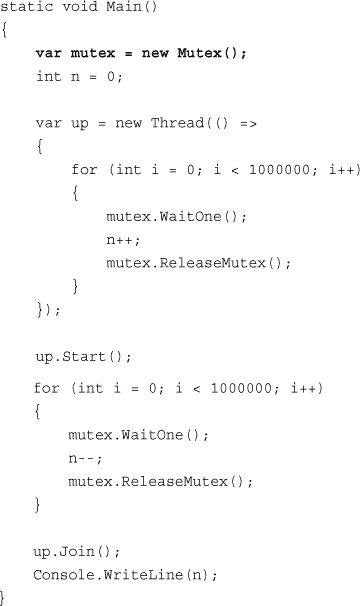 static void Main()
{
    var mutex = new Mutex();
    int n = 0;

    var up = new Thread(() =>
    {
        for (int i = 0; i < 1000000; i++)
        {
            mutex.WaitOne();
            n++;
            mutex.ReleaseMutex();
        }
    });

    up.Start();
    for (int i = 0; i < 1000000; i++)
    {
        mutex.WaitOne();
        n--;
        mutex.ReleaseMutex();
    }

    up.Join();
    Console.WriteLine(n);
}